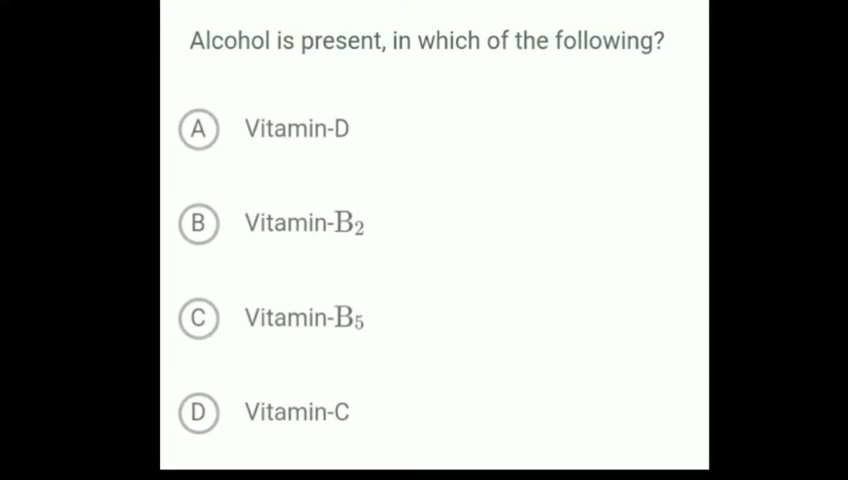 Alcohol is present, in which of the following?
A Vitamin-D
B Vitamin-B₂
C Vitamin-B₅
D Vitamin-C